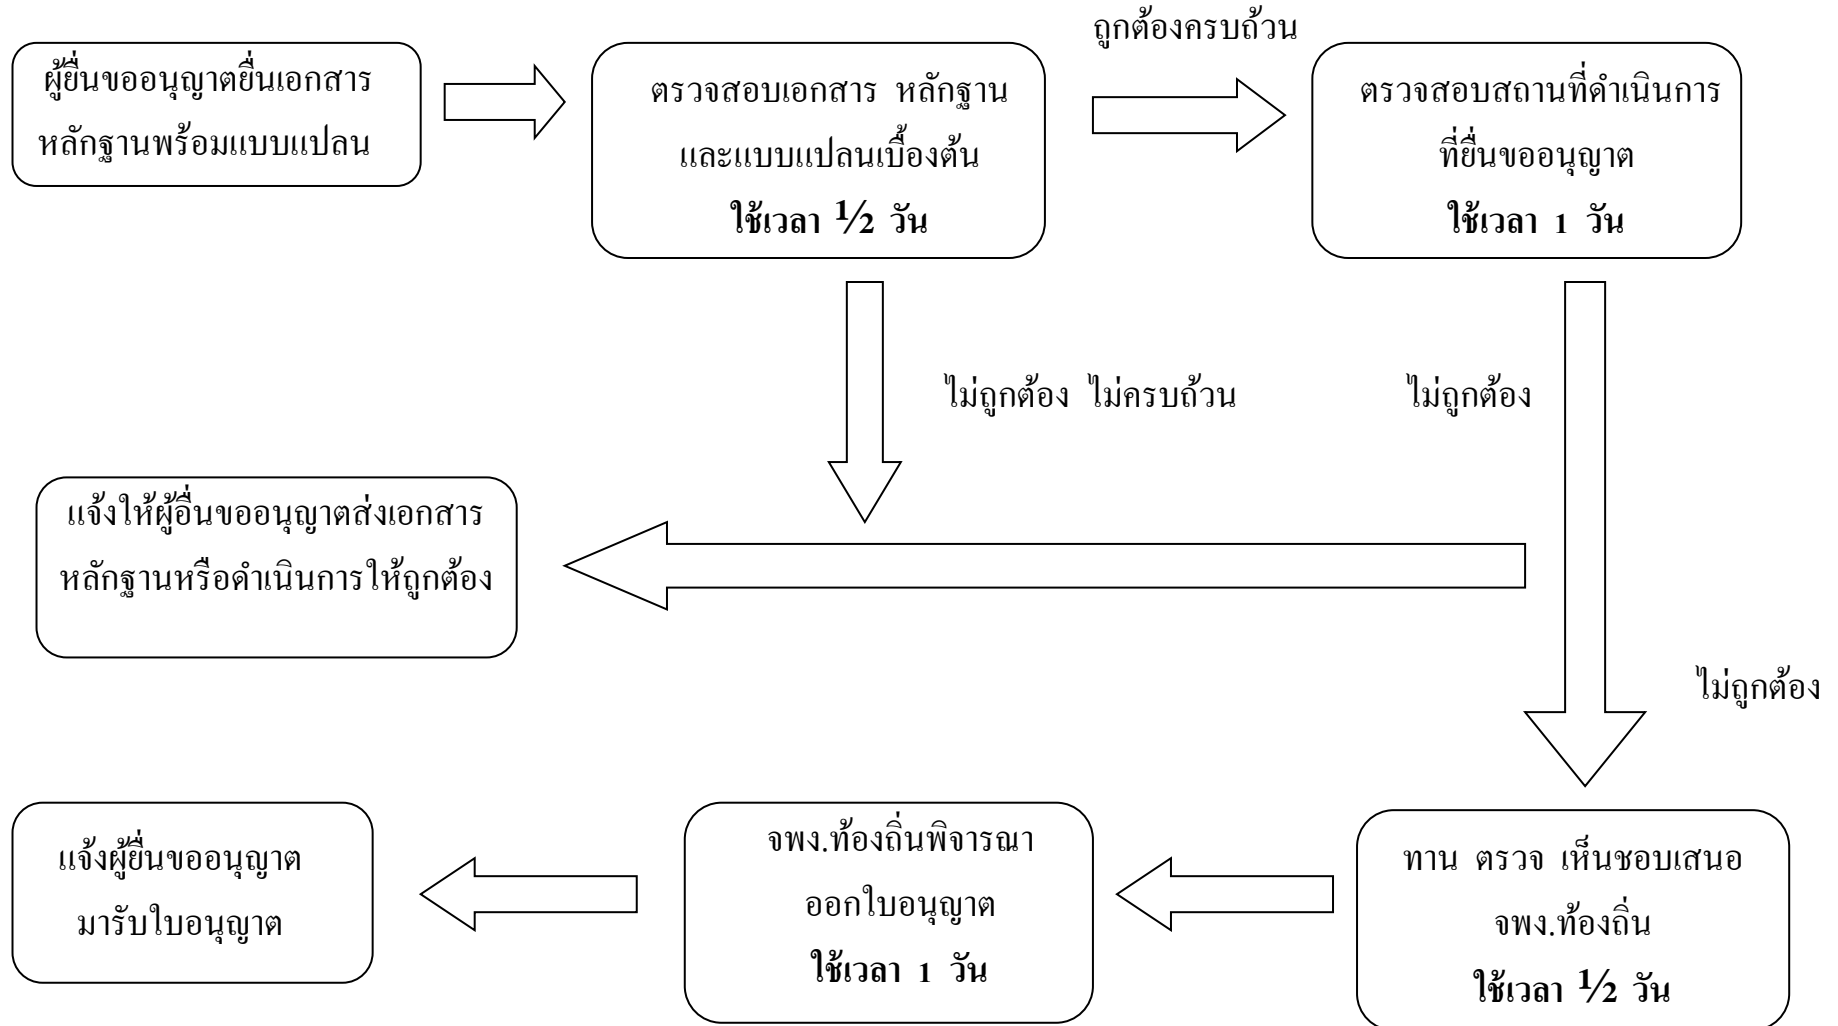 ถูกต้องครบถ้วน
ผู้ยื่นขออนุญาตยื่นเอกสาร
หลักฐานพร้อมแบบแปลน
ตรวจสอบเอกสาร หลักฐาน
และแบบแปลนเบื้องต้น
ใช้เวลา ½ วัน
ตรวจสอบสถานที่ดำเนินการ
ที่ยื่นขออนุญาต
ใช้เวลา 1 วัน
ไม่ถูกต้อง ไม่ครบถ้วน
ไม่ถูกต้อง
แจ้งให้ผู้อื่นขออนุญาตส่งเอกสาร
หลักฐานหรือดำเนินการให้ถูกต้อง
ไม่ถูกต้อง
แจ้งผู้ยื่นขออนุญาต
มารับใบอนุญาต
จพง.ท้องถิ่นพิจารณา
ออกใบอนุญาต
ใช้เวลา 1 วัน
ทาน ตรวจ เห็นชอบเสนอ
จพง.ท้องถิ่น
ใช้เวลา ½ วัน